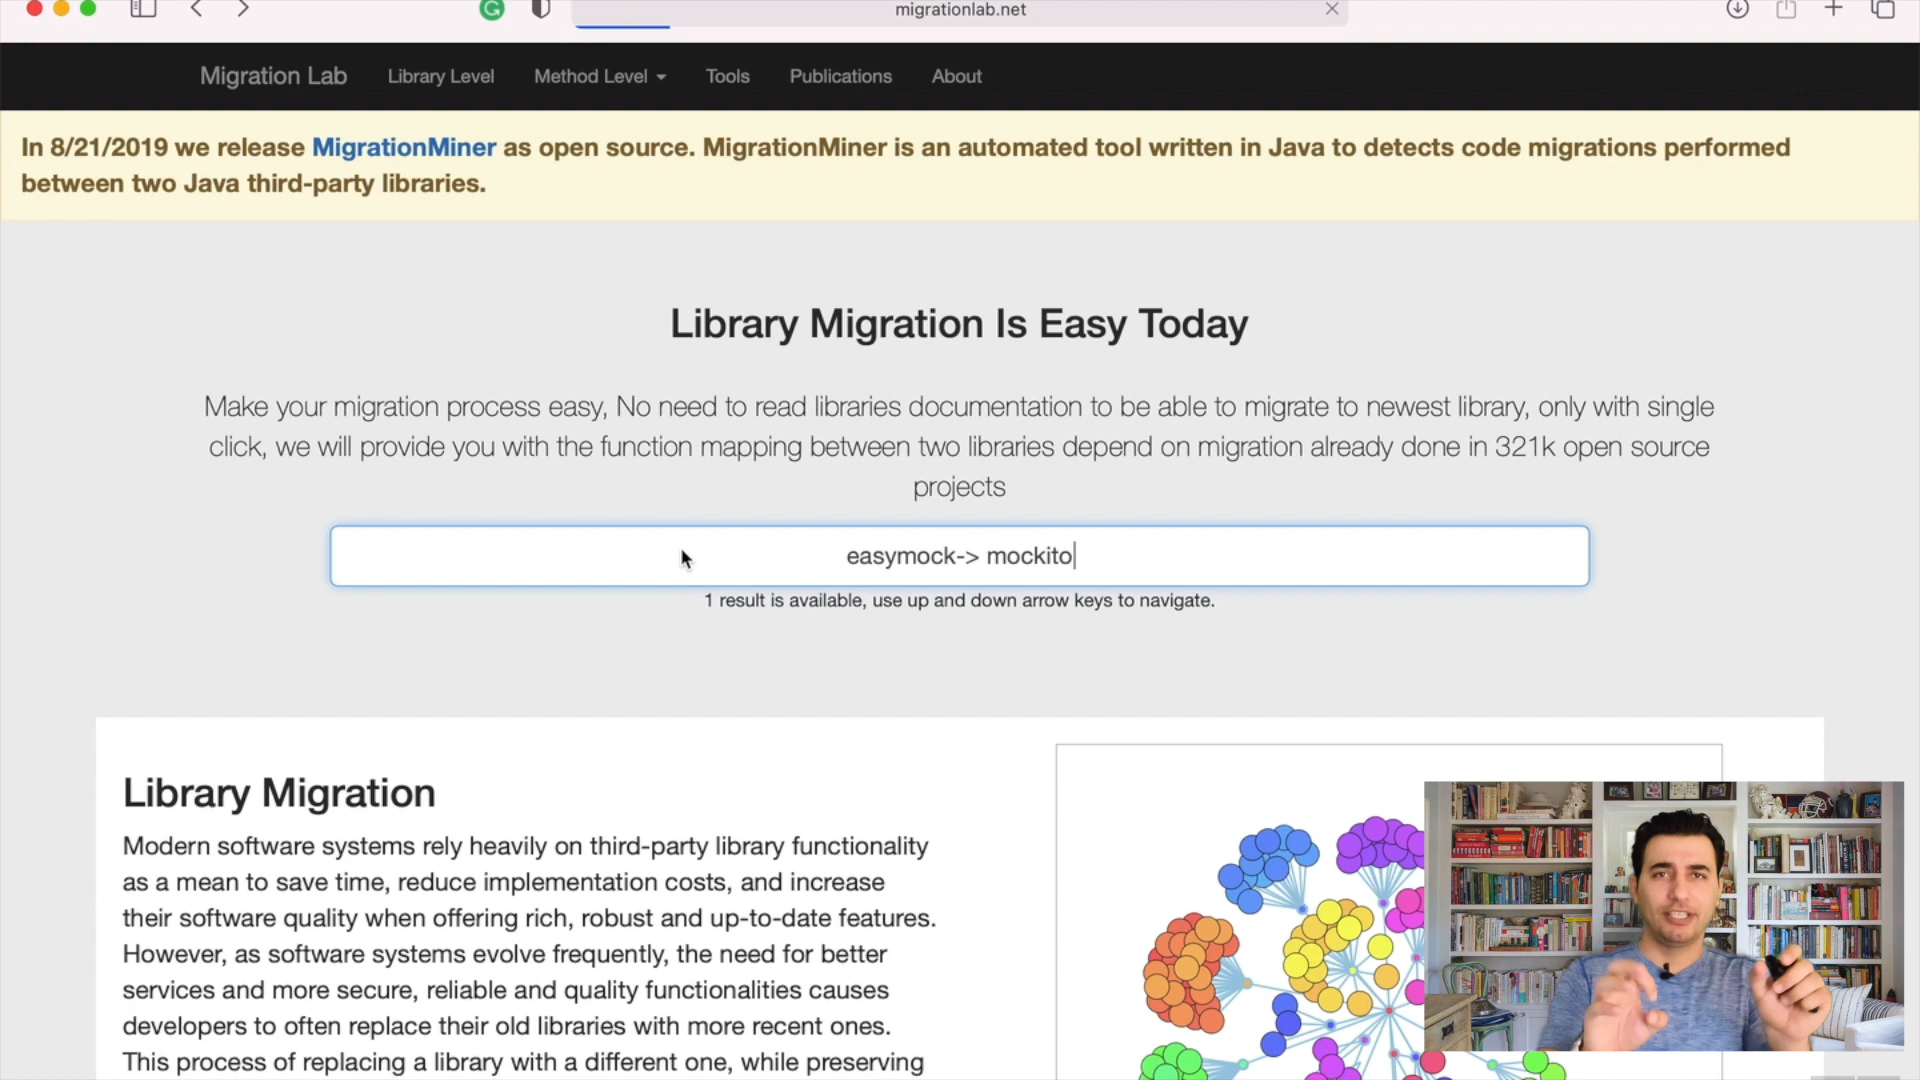 migrationlab.net
Migration Lab Library Level Method Level Tools Publications About
In 8/21/2019 we release MigrationMiner as open source. MigrationMiner is an automated tool written in Java to detects code migrations performed
between two Java third-party libraries.
Library Migration Is Easy Today
Make your migration process easy, No need to read libraries documentation to be able to migrate to newest library, only with single
click, we will provide you with the function mapping between two libraries depend on migration already done in 321k open source
projects
easymock-> mockito
1 result is available, use up and down arrow keys to navigate.
Library Migration
Modern software systems rely heavily on third-party library functionality
as a mean to save time, reduce implementation costs, and increase
their software quality when offering rich, robust and up-to-date features.
However, as software systems evolve frequently, the need for better
services and more secure, reliable and quality functionalities causes
developers to often replace their old libraries with more recent ones.
This process of replacing a library with a different one, while preserving